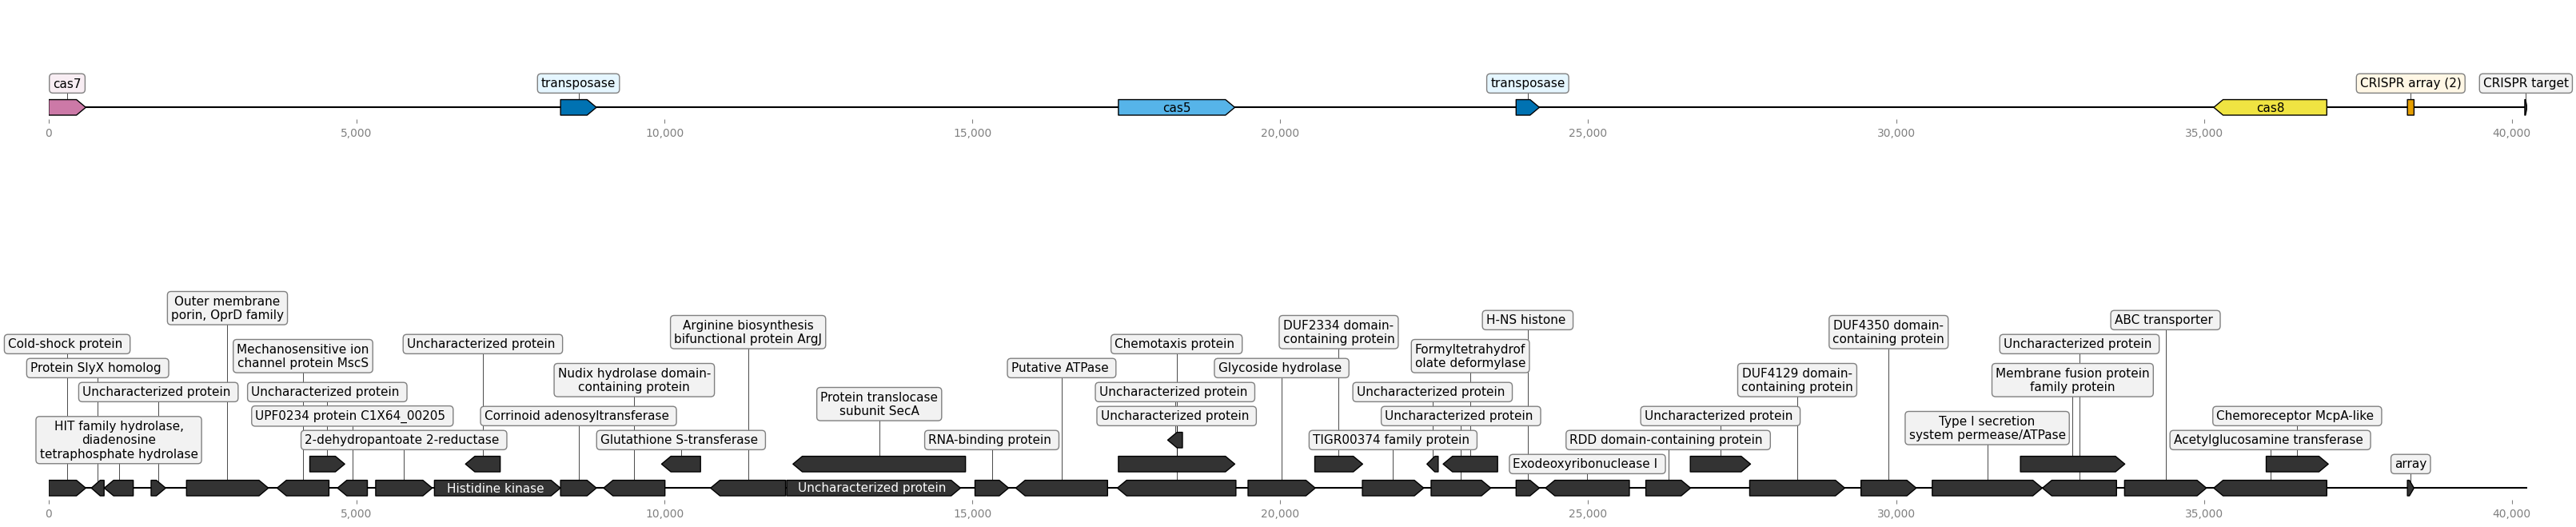 cas7
transposase
transposase
CRISPR array (2)
CRISPR target
cas5
cas8
0
5,000
10,000
15,000
20,000
25,000
30,000
35,000
40,000
Outer membrane
porin, OprD family
Arginine biosynthesis
bifunctional protein ArgJ
DUF2334 domain-
containing protein
H-NS histone
DUF4350 domain-
containing protein
ABC transporter
Cold-shock protein
Mechanosensitive ion
channel protein MscS
Uncharacterized protein
Chemotaxis protein
Formyltetrahydrof
olate deformylase
Uncharacterized protein
Protein SlyX homolog
Nudix hydrolase domain-
containing protein
Putative ATPase
Glycoside hydrolase
DUF4129 domain-
containing protein
Membrane fusion protein
family protein
Uncharacterized protein
Uncharacterized protein
Protein translocase
subunit SecA
Uncharacterized protein
Uncharacterized protein
UPF0234 protein C1X64_00205
Corrinoid adenosyltransferase
Uncharacterized protein
Uncharacterized protein
Uncharacterized protein
Type I secretion
system permease/ATPase
Chemoreceptor McpA-like
HIT family hydrolase,
diadenosine
tetraphosphate hydrolase
2-dehydropantoate 2-reductase
Glutathione S-transferase
RNA-binding protein
TIGR00374 family protein
RDD domain-containing protein
Acetylglucosamine transferase
Exodeoxyribonuclease I
array
Histidine kinase
Uncharacterized protein
0
5,000
10,000
15,000
20,000
25,000
30,000
35,000
40,000